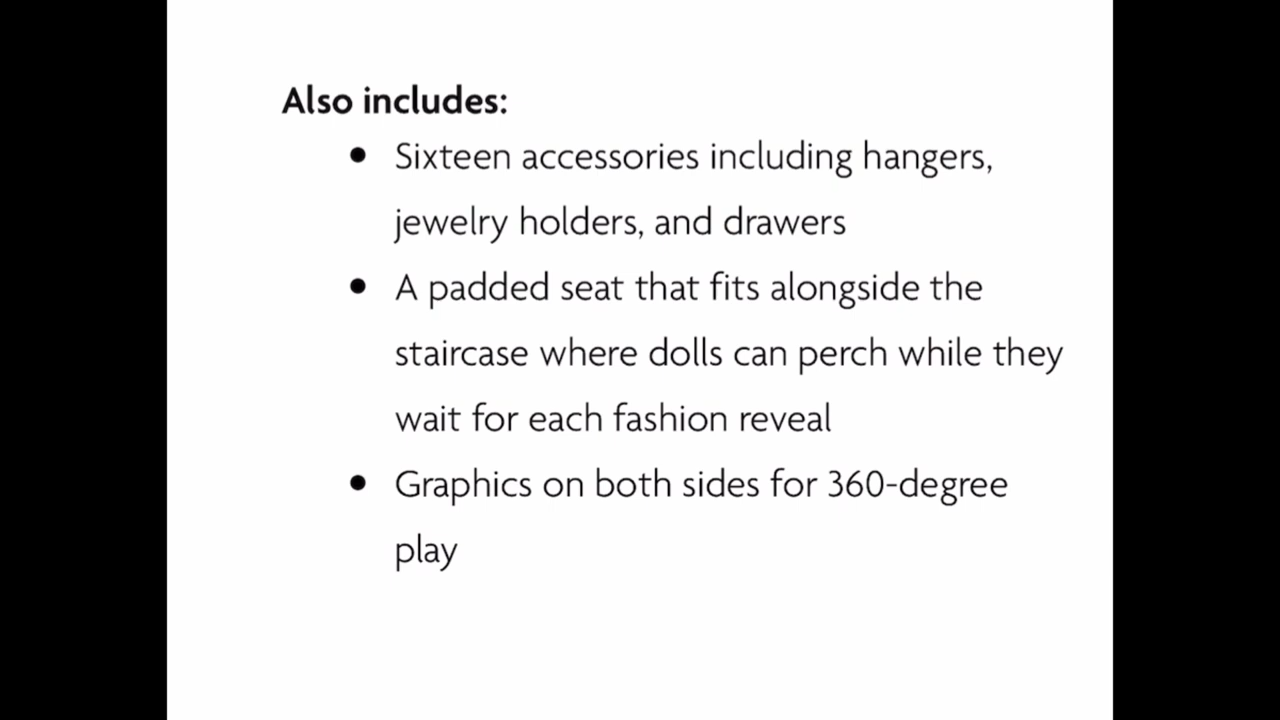 Also includes:
● Sixteen accessories including hangers,
jewelry holders, and drawers
● A padded seat that fits alongside the
staircase where dolls can perch while they
wait for each fashion reveal
● Graphics on both sides for 360-degree
play